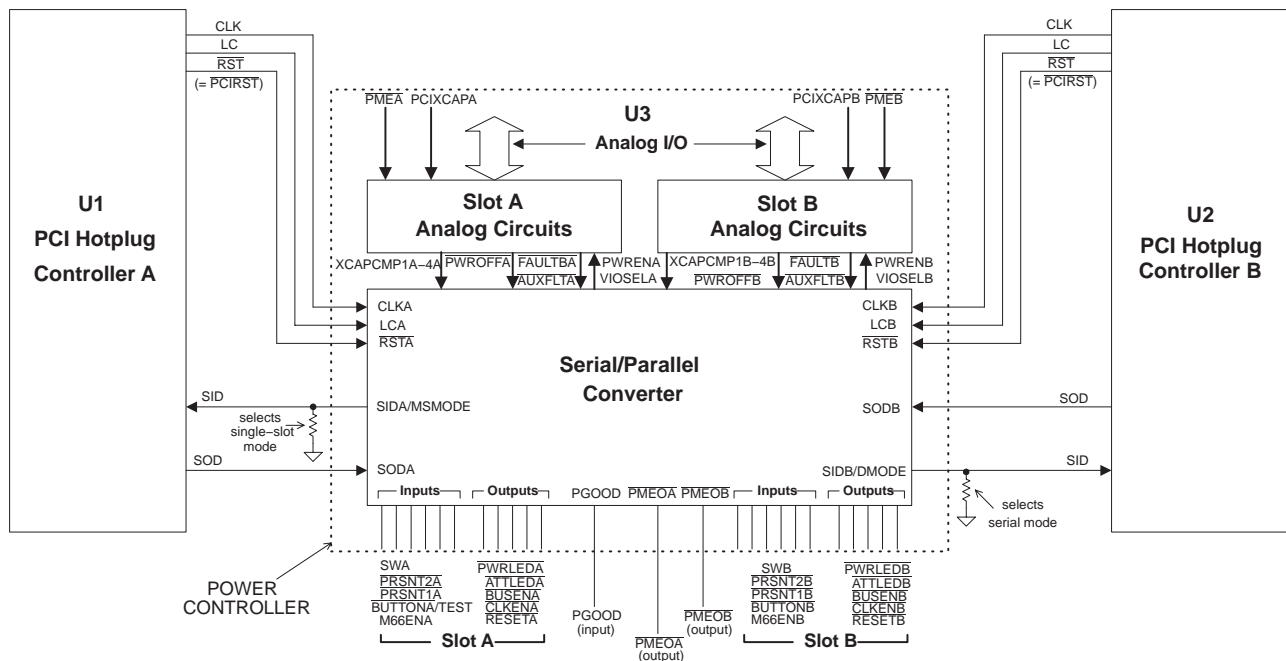 CLK
LC
RST
(= PCIRST)
U1
PCI Hotplug
Controller A
SID
selects
single–slot
mode
SOD
POWER
CONTROLLER
PMEA PCIXCAPA
U3
Analog I/O
PCIXCAPB PMEB
Slot A
Analog Circuits
Slot B
Analog Circuits
XCAPCMP1A–4A
PWROFFA
FAULTBA
AUXFLTA
PWRENA
VIOSELA
XCAPCMP1B–4B
PWROFFB
FAULTB
AUXFLTB
PWRENB
VIOSELB
CLKA
LCA
RSTA
CLKB
LCB
RSTB
Serial/Parallel
Converter
SIDA/MSMODE
SODB
SODA
SIDB/DMODE
Inputs
Outputs
PGOOD PMEOA PMEOB
Inputs
Outputs
SWA
PRSNT2A
PRSNT1A
BUTTONA/TEST
M66ENA
PWRLEDA
ATTLEDA
BUSENA
CLKENA
RESETA
Slot A
PGOOD
(input)
PMEOA
(output)
PMEOB
(output)
SWB
PRSNT2B
PRSNT1B
BUTTONB
M66ENB
PWRLEDB
ATTLEDB
BUSENB
CLKENB
RESETB
Slot B
CLK
LC
RST
(= PCIRST)
U2
PCI Hotplug
Controller B
SOD
SID
selects
serial mode